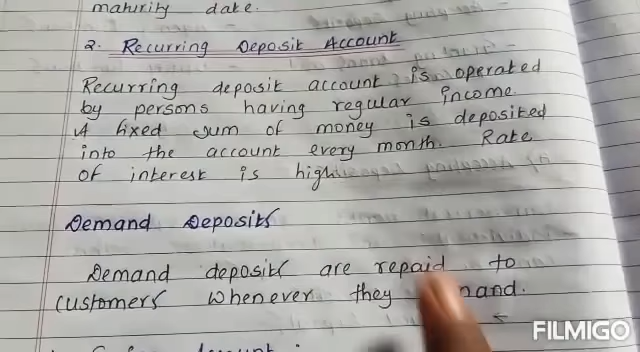 maturity date.
2. Recurring Deposit Account
Recurring deposit account is operated
by persons having regular income
A fixed sum of money is deposited
into the account every month. Rate
of interest is high
Demand Deposits
Demand deposits are repaid to
customers whenever they mand.
FILMIGO